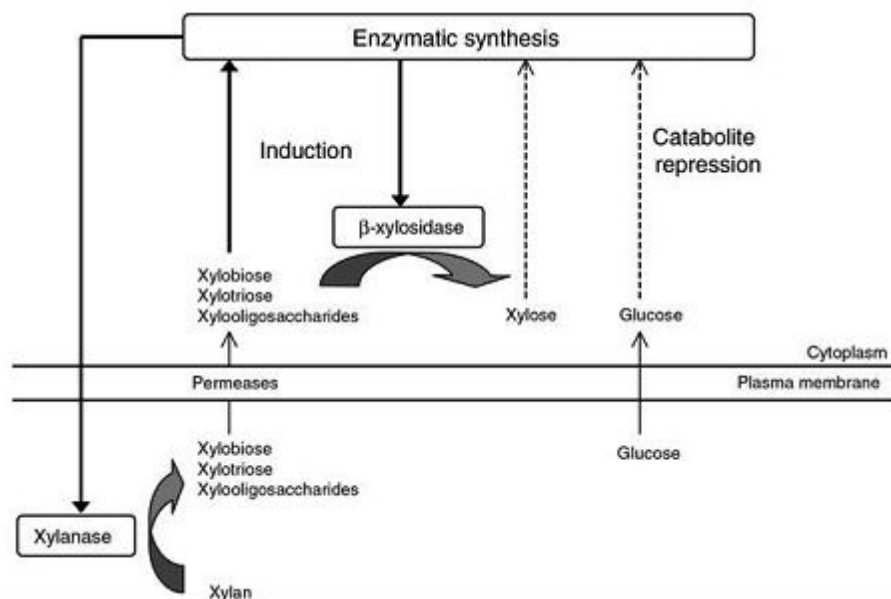 Enzymatic synthesis
Induction
Catabolite
repression
β-xylosidase
Xylobiose
Xylotriose
Xylooligosaccharides
Xylose
Glucose
Cytoplasm
Permeases
Plasma membrane
Xylobiose
Xylotriose
Xylooligosaccharides
Glucose
Xylanase
Xylan